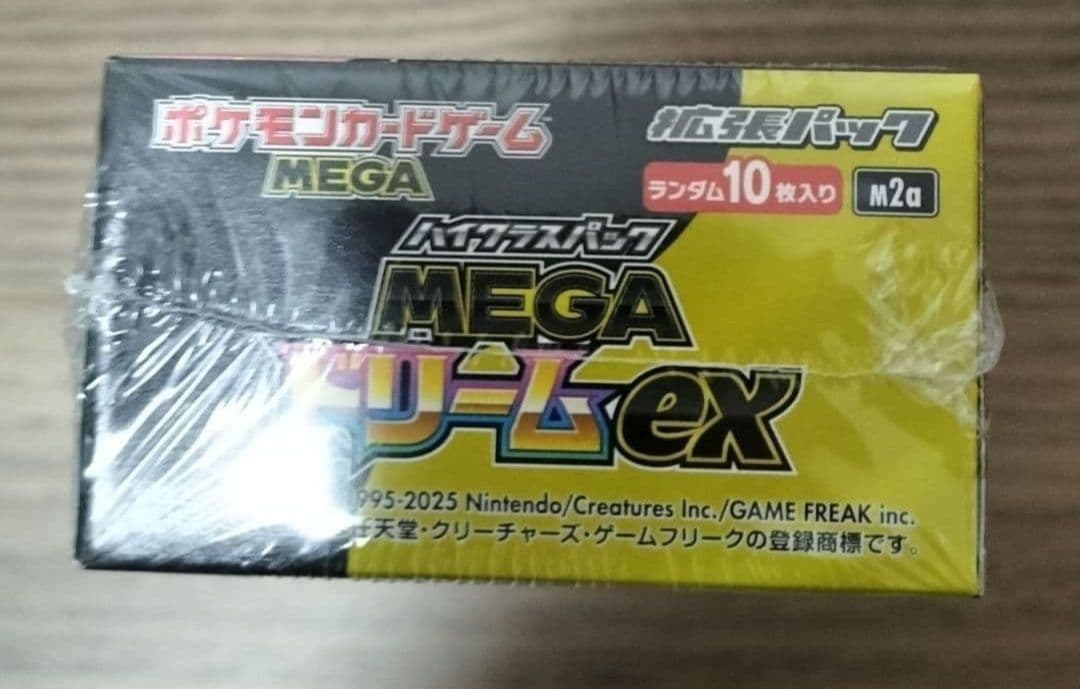 ポケモンカードゲーム
MEGA
拡張パック
ランダム10枚入り
M2a
ハイクラスパック
MEGA
ドリームex
995-2025 Nintendo/Creatures Inc./GAME FREAK inc.
天堂・クリーチャーズ・ゲームフリークの登録商標です。